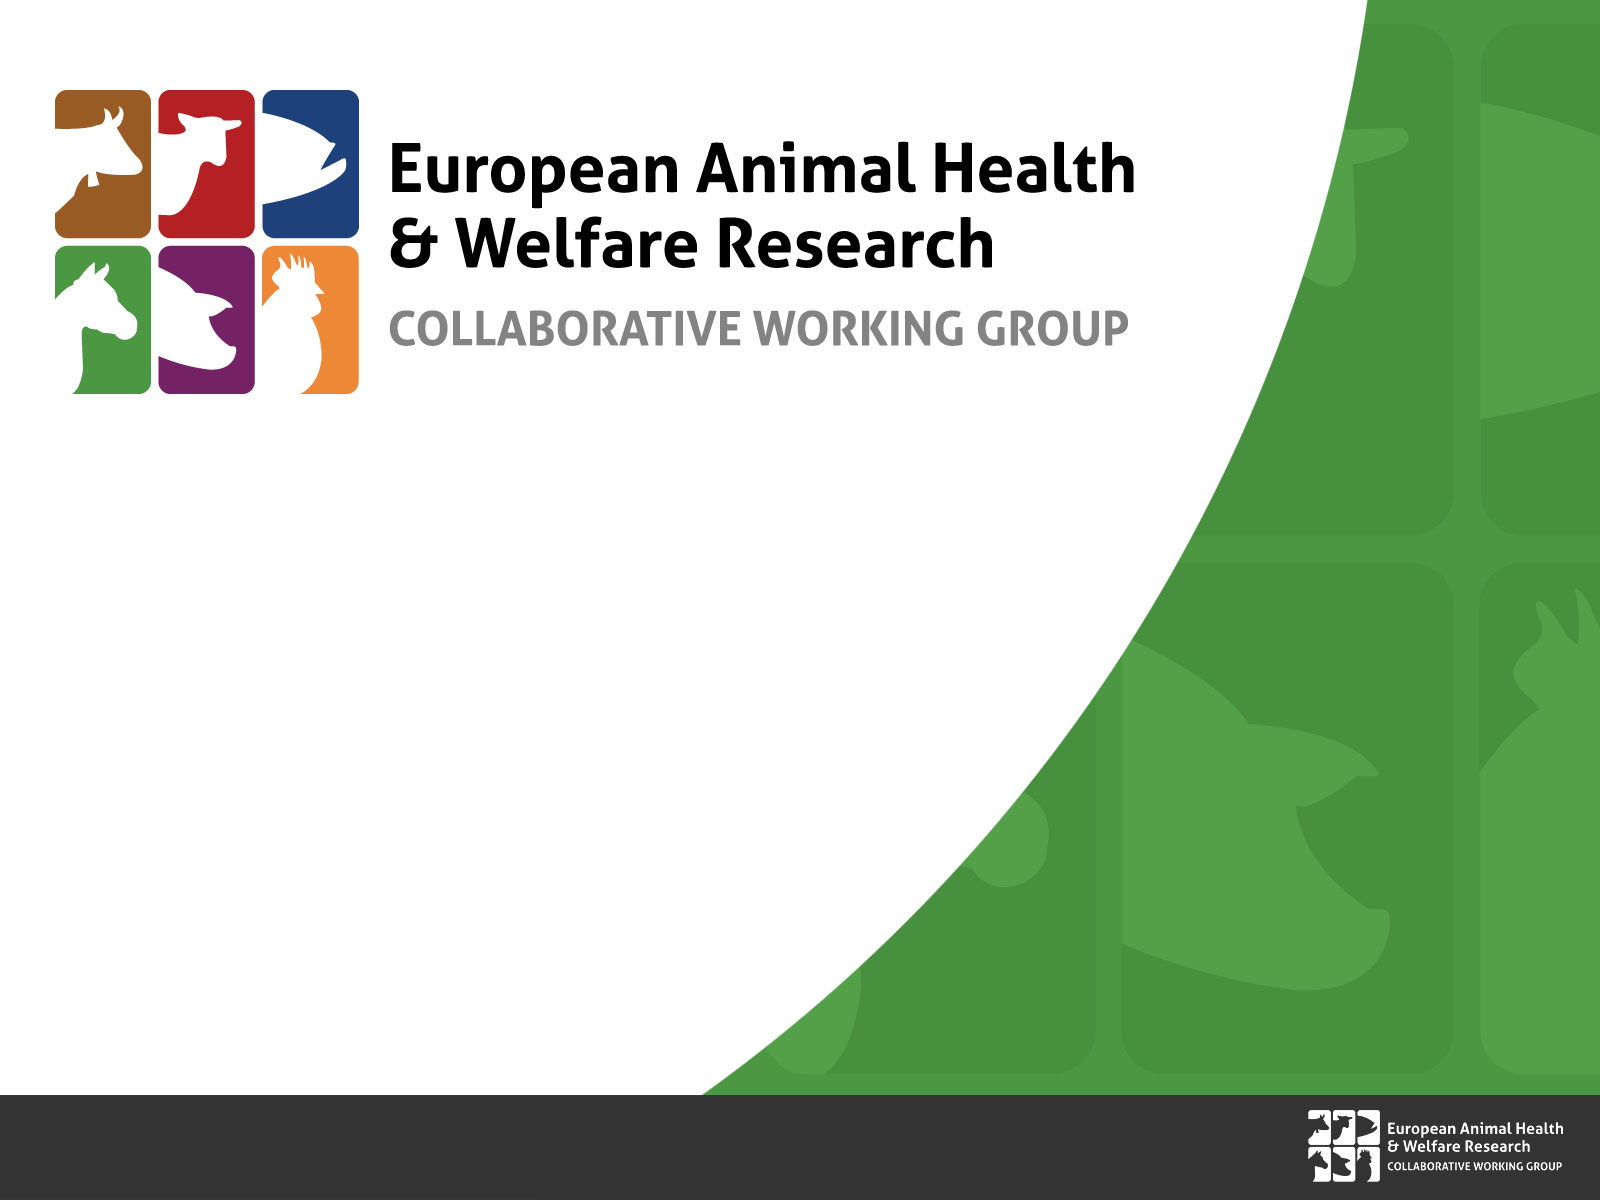 European Animal Health
& Welfare Research
COLLABORATIVE WORKING GROUP
European Animal Health
& Welfare Research
COLLABORATIVE WORKING GROUP